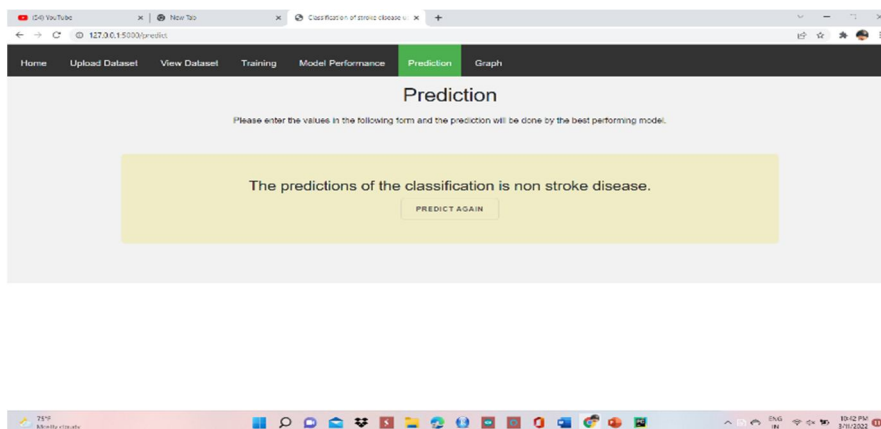 (54) YouTube
New Tab
Classification of stroke disease u
127.0.0.1:5000/predict
Home Upload Dataset View Dataset Training Model Performance Prediction Graph
Prediction
Please enter the values in the following form and the prediction will be done by the best performing model.
The predictions of the classification is non stroke disease.
PREDICT AGAIN
75°F
Mostly cloudy
ENG
IN
10:42 PM